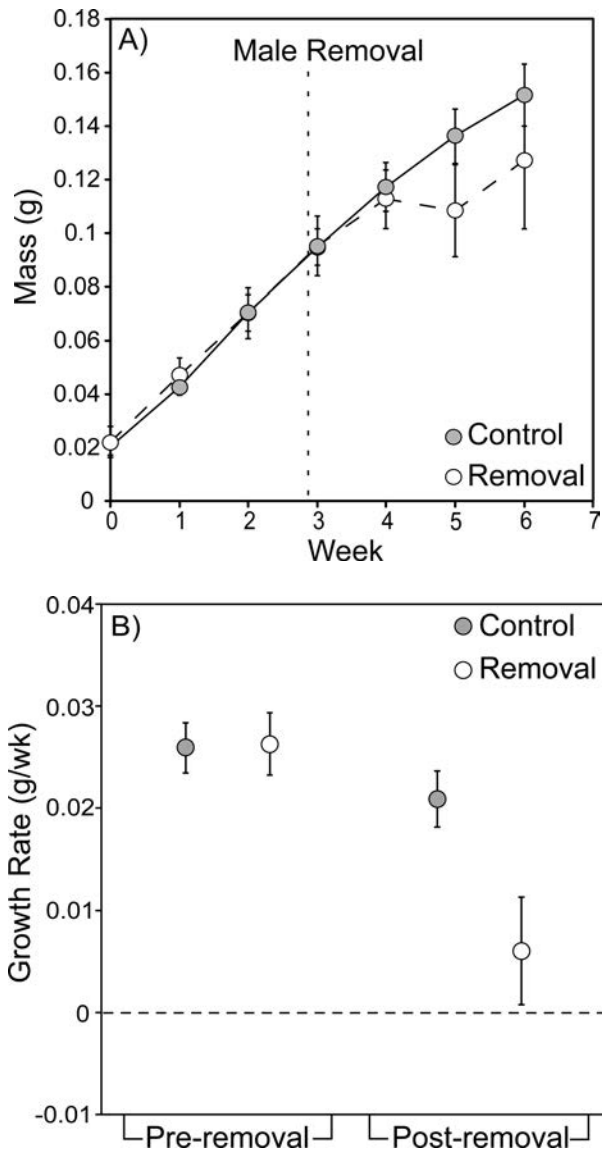 A)
Male Removal
0.18
0.16
0.14
0.12
0.1
0.08
0.06
0.04
0.02
0
Mass (g)
Control
Removal
0 1 2 3 4 5 6 7
Week
B)
Control
Removal
0.04
0.03
0.02
0.01
0
-0.01
Growth Rate (g/wk)
Pre-removal Post-removal